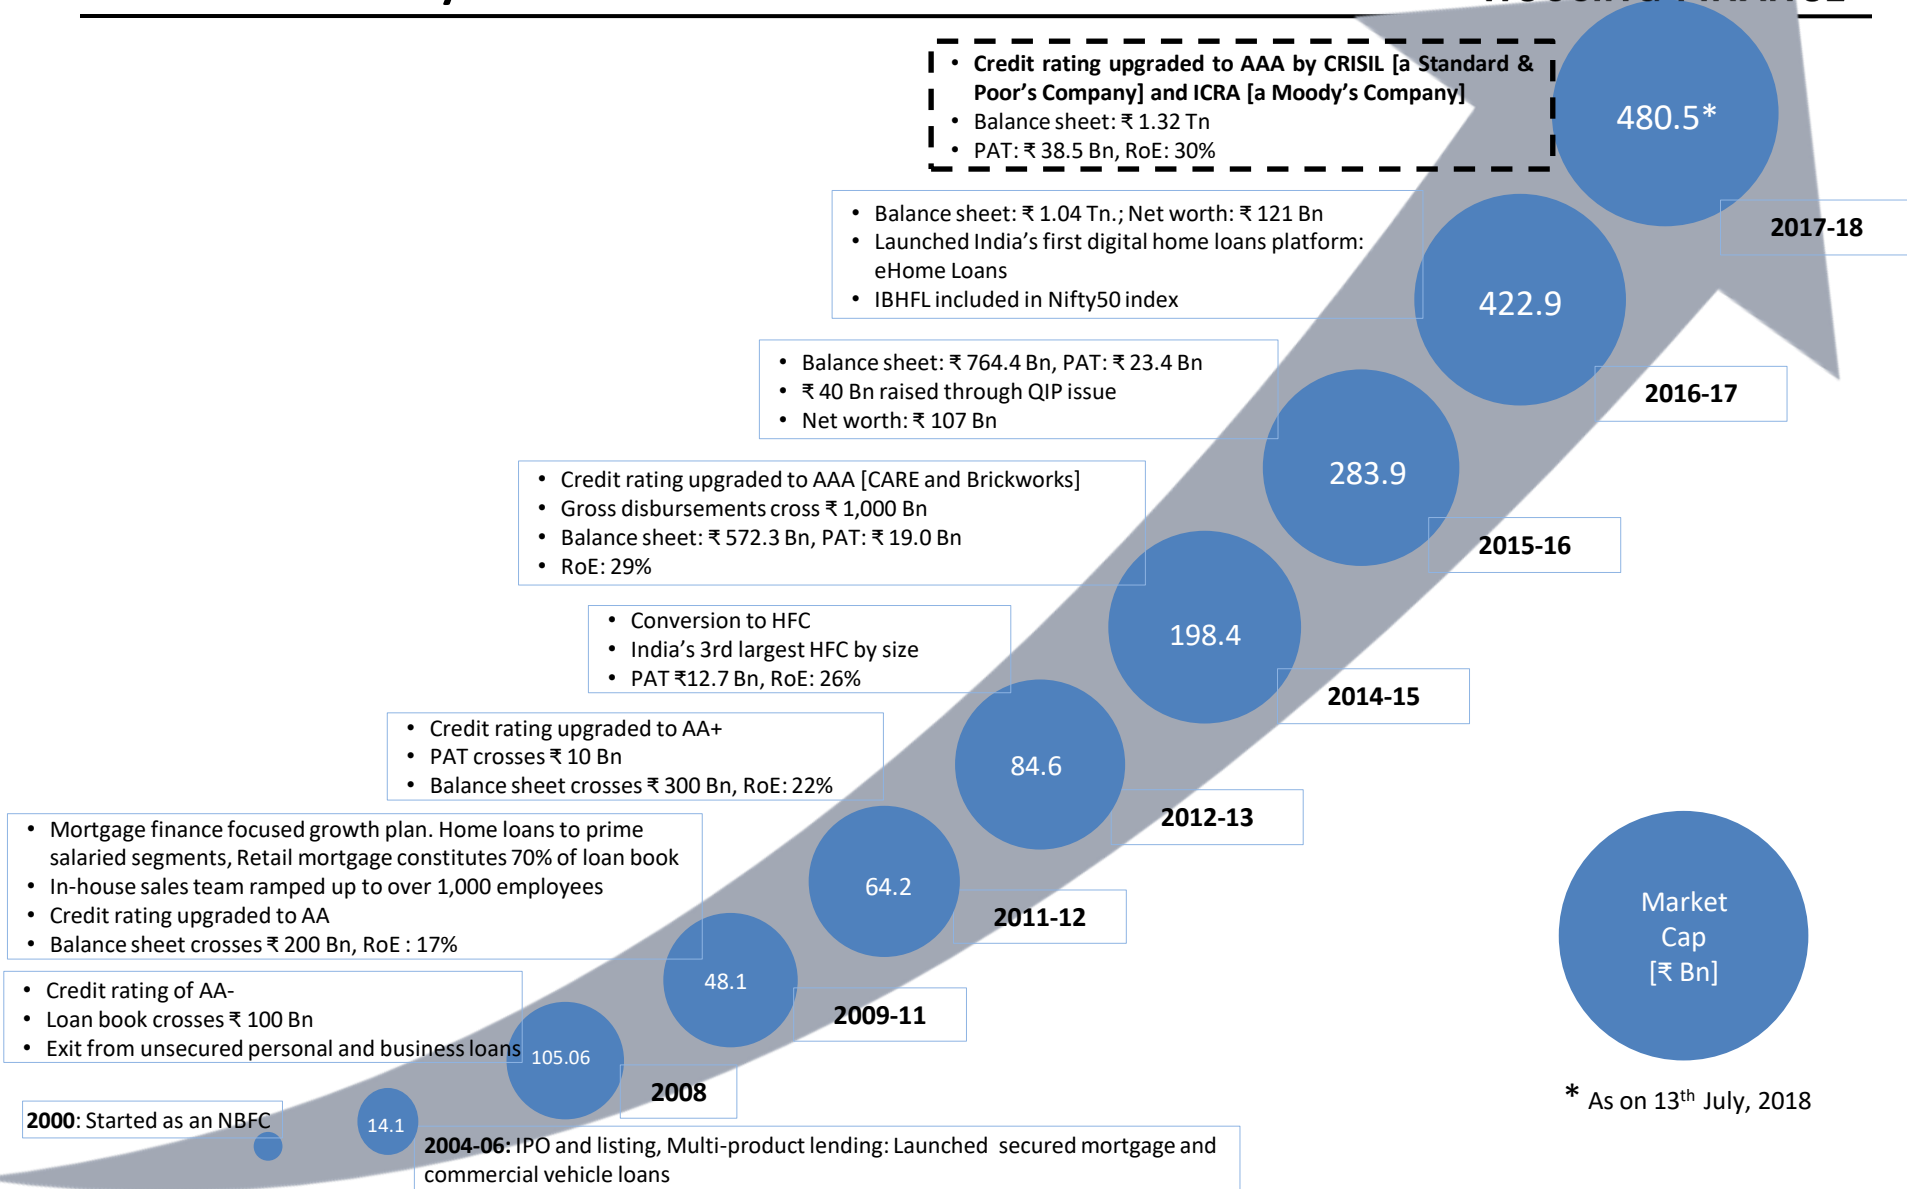 • Credit rating upgraded to AAA by CRISIL [a Standard &
Poor's Company] and ICRA [a Moody's Company]
• Balance sheet: ₹ 1.32 Tn
• PAT: ₹ 38.5 Bn, RoE: 30%
480.5*
2017-18
• Balance sheet: ₹ 1.04 Tn.; Net worth: ₹ 121 Bn
• Launched India's first digital home loans platform:
eHome Loans
• IBHFL included in Nifty50 index
422.9
2016-17
• Balance sheet: ₹ 764.4 Bn, PAT: ₹ 23.4 Bn
• ₹ 40 Bn raised through QIP issue
• Net worth: ₹ 107 Bn
283.9
2015-16
• Credit rating upgraded to AAA [CARE and Brickworks]
• Gross disbursements cross ₹ 1,000 Bn
• Balance sheet: ₹ 572.3 Bn, PAT: ₹ 19.0 Bn
• RoE: 29%
198.4
2014-15
• Conversion to HFC
• India's 3rd largest HFC by size
• PAT ₹12.7 Bn, RoE: 26%
84.6
2012-13
• Credit rating upgraded to AA+
• PAT crosses ₹ 10 Bn
• Balance sheet crosses ₹ 300 Bn, RoE: 22%
64.2
2011-12
• Mortgage finance focused growth plan. Home loans to prime
salaried segments, Retail mortgage constitutes 70% of loan book
• In-house sales team ramped up to over 1,000 employees
• Credit rating upgraded to AA
• Balance sheet crosses ₹ 200 Bn, RoE : 17%
48.1
2009-11
• Credit rating of AA-
• Loan book crosses ₹ 100 Bn
• Exit from unsecured personal and business loans
105.06
2008
2000: Started as an NBFC
14.1
2004-06: IPO and listing, Multi-product lending: Launched secured mortgage and
commercial vehicle loans
Market
Cap
[₹ Bn]
* As on 13th July, 2018